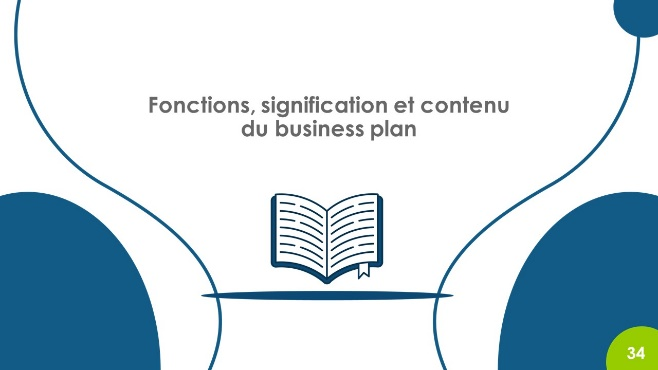 Fonctions, signification et contenu
du business plan
34